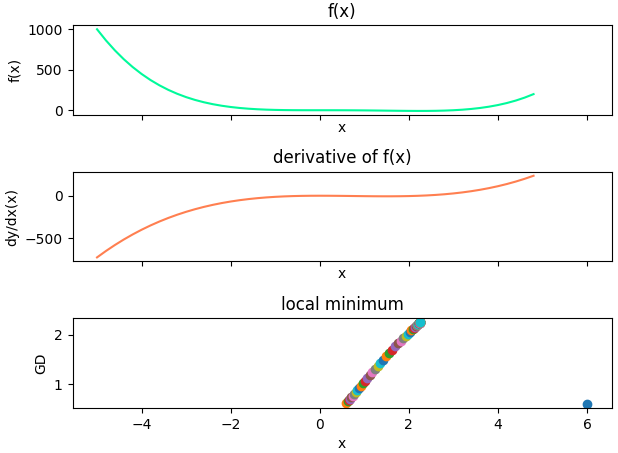 f(x)
1000
500
0
f(x)
x
derivative of f(x)
0
−500
dy/dx(x)
x
local minimum
2
1
GD
−4 −2 0 2 4 6
x